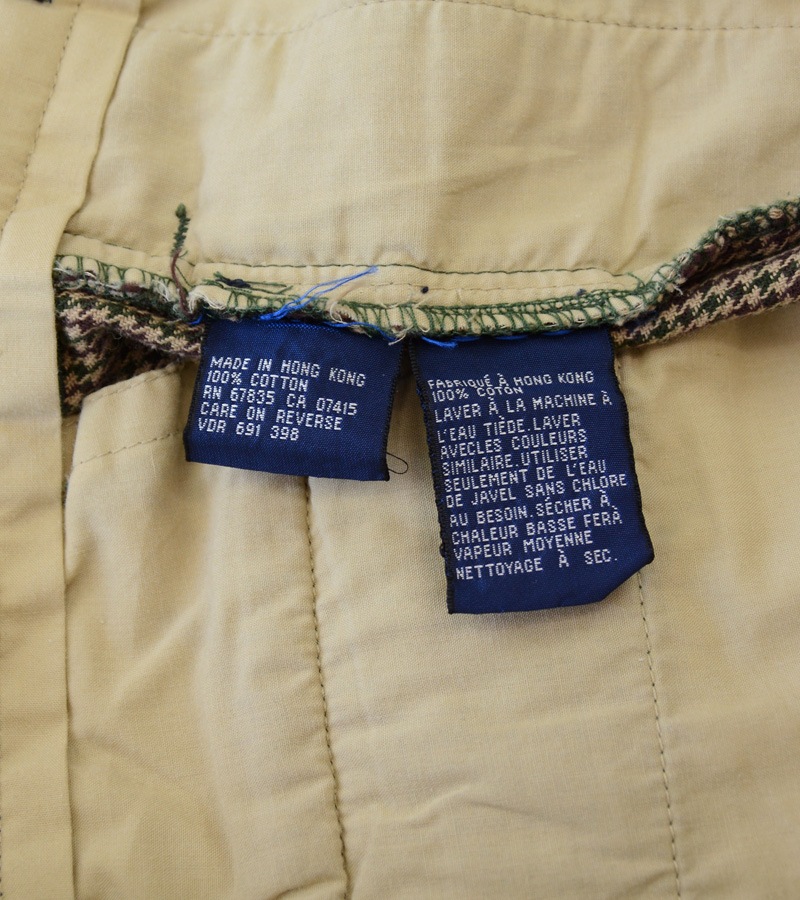 MADE IN HONG KONG
100% COTTON
RN 67835 CA 07415
CARE ON REVERSE
VDR 691 398
FABRIQUÉ À HONG KONG
100% COTON
LAVER À LA MACHINE À
L'EAU TIÈDE.LAVER
AVECLES COULEURS
SIMILAIRE.UTILISER
SEULEMENT DE L'EAU
DE JAVEL SANS CHLORE
AU BESOIN.SÉCHER À
CHALEUR BASSE FERÀ
VAPEUR MOYENNE
NETTOYAGE À SEC.